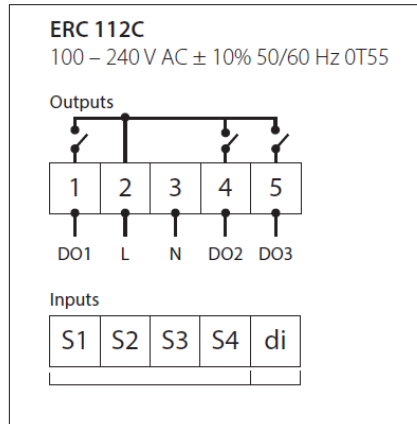 ERC 112C
100 – 240 V AC ± 10% 50/60 Hz 0T55
Outputs
1 2 3 4 5
DO1 L N DO2 DO3
Inputs
S1 S2 S3 S4 di